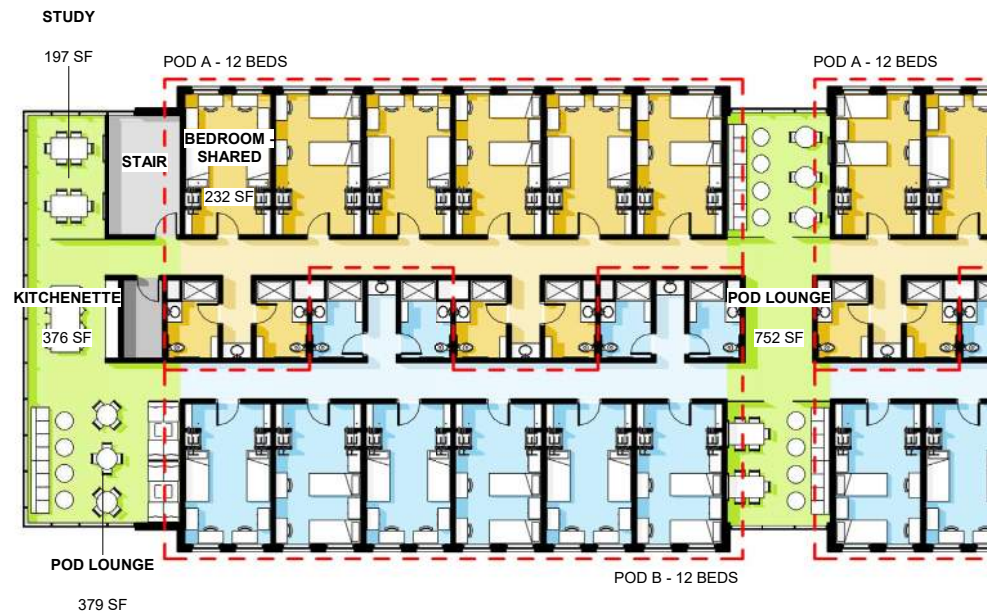 STUDY
197 SF
POD A - 12 BEDS
POD A - 12 BEDS
STAIR
BEDROOM -
SHARED
232 SF
KITCHENETTE
376 SF
POD LOUNGE
752 SF
POD LOUNGE
379 SF
POD B - 12 BEDS